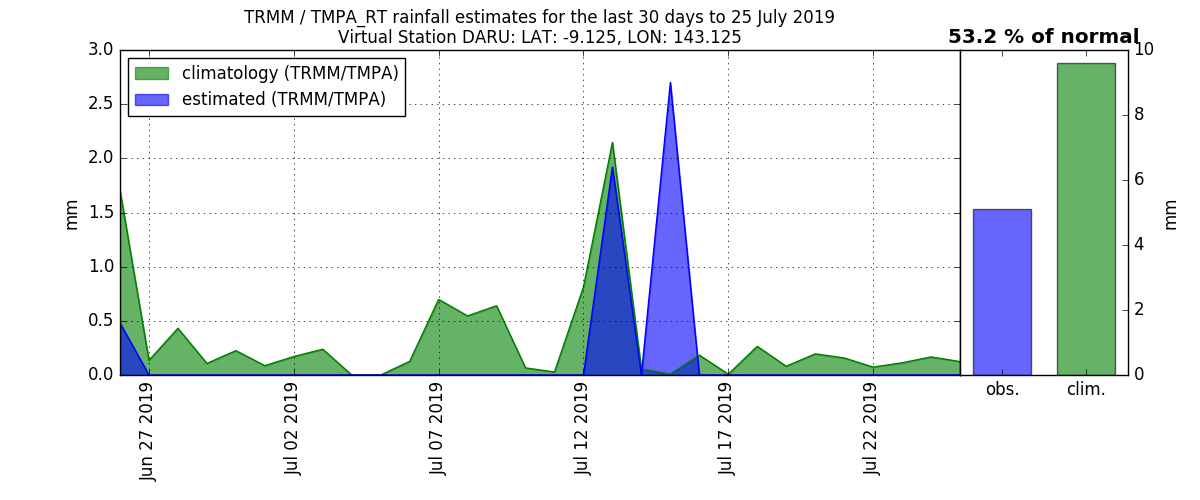 TRMM / TMPA_RT rainfall estimates for the last 30 days to 25 July 2019
Virtual Station DARU: LAT: -9.125, LON: 143.125
53.2 % of normal
climatology (TRMM/TMPA)
estimated (TRMM/TMPA)
3.0
2.5
2.0
1.5
1.0
0.5
0.0
mm
Jun 27 2019
Jul 02 2019
Jul 07 2019
Jul 12 2019
Jul 17 2019
Jul 22 2019
10
8
6
4
2
0
mm
obs.
clim.